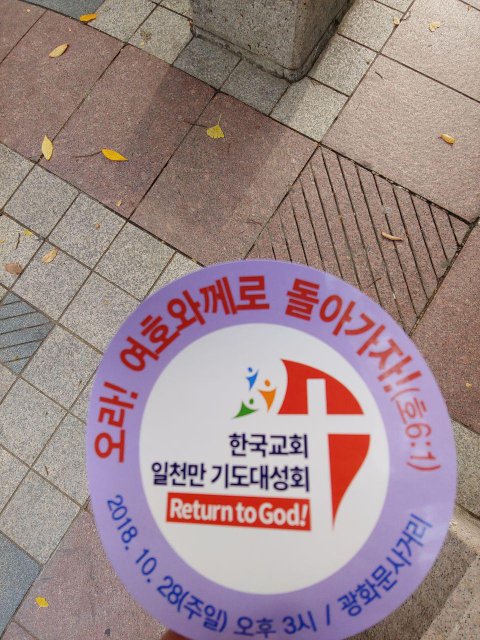 오라! 여호와께로 돌아가자!!(호6:1)
한국교회
일천만 기도대성회
Return to God!
2018. 10. 28(주일) 오후 3시 / 광화문사거리